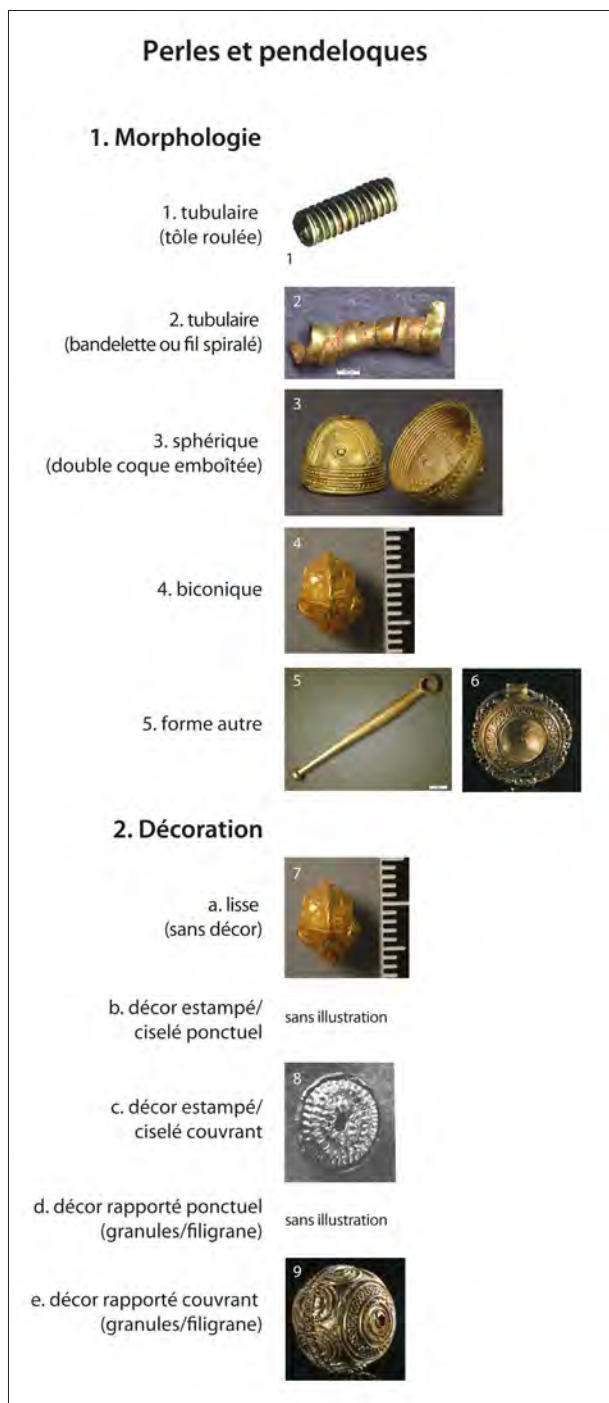 Perles et pendeloques
1. Morphologie
1. tubulaire
(tôle roulée)
1
2. tubulaire
(bandelette ou fil spiralé)
2
3. sphérique
(double coque emboîtée)
3
4. biconique
4
5. forme autre
5
6
2. Décoration
a. lisse
(sans décor)
7
b. décor estampé/
ciselé ponctuel
sans illustration
c. décor estampé/
ciselé couvrant
8
d. décor rapporté ponctuel
(granules/filigrane)
sans illustration
e. décor rapporté couvrant
(granules/filigrane)
9